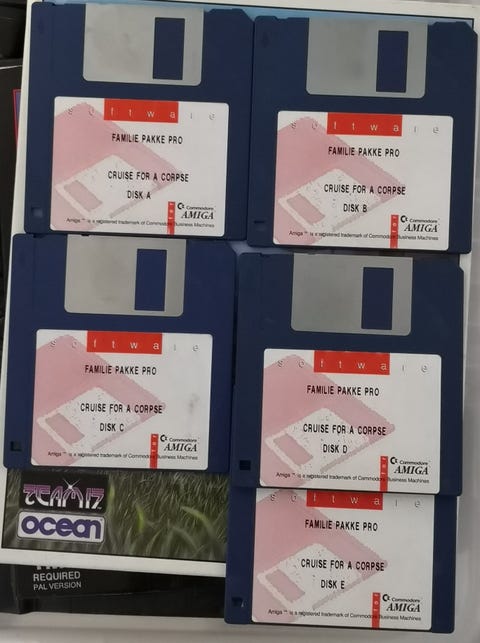 software
FAMILIE PAKKE PRO
CRUISE FOR A CORPSE
DISK A
Commodore
AMIGA
Amiga ™ is a registered trademark of Commodore Business Machines
software
FAMILIE PAKKE PRO
CRUISE FOR A CORPSE
DISK B
Commodore
AMIGA
Amiga ™ is a registered trademark of Commodore Business Machines
software
FAMILIE PAKKE PRO
CRUISE FOR A CORPSE
DISK C
Commodore
AMIGA
Amiga ™ is a registered trademark of Commodore Business Machines
software
FAMILIE PAKKE PRO
CRUISE FOR A CORPSE
DISK D
Commodore
AMIGA
Amiga ™ is a registered trademark of Commodore Business Machines
TEAM17
ocean
software
FAMILIE PAKKE PRO
CRUISE FOR A CORPSE
DISK E
Commodore
AMIGA
Amiga ™ is a registered trademark of Commodore Business Machines
REQUIRED
PAL VERSION